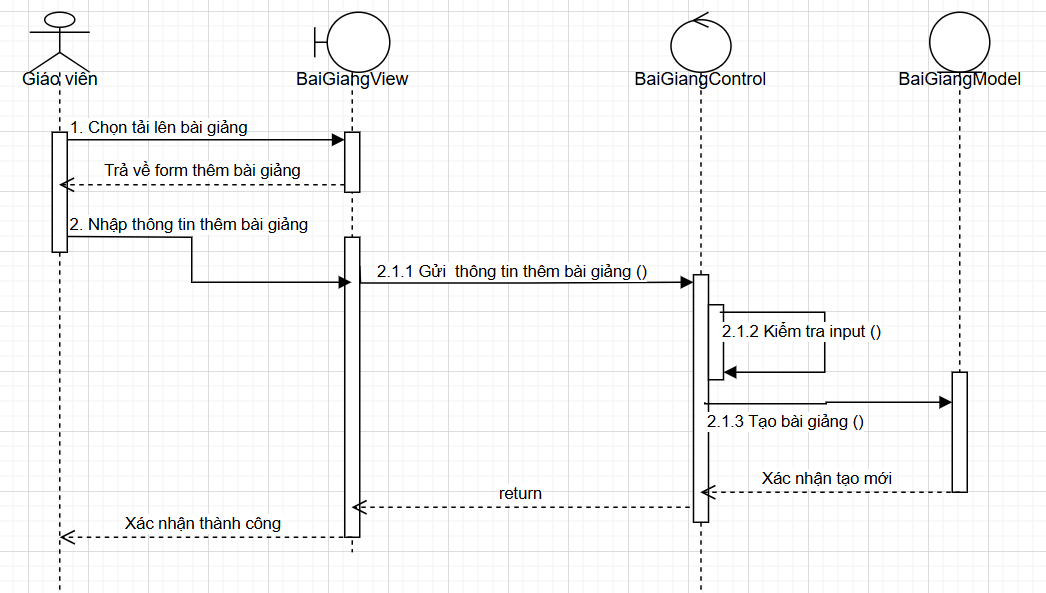 Giáo viên
BaiGiangView
BaiGiangControl
BaiGiangModel
1. Chọn tải lên bài giảng
Trả về form thêm bài giảng
2. Nhập thông tin thêm bài giảng
2.1.1 Gửi  thông tin thêm bài giảng ()
2.1.2 Kiểm tra input ()
2.1.3 Tạo bài giảng ()
Xác nhận tạo mới
return
Xác nhận thành công